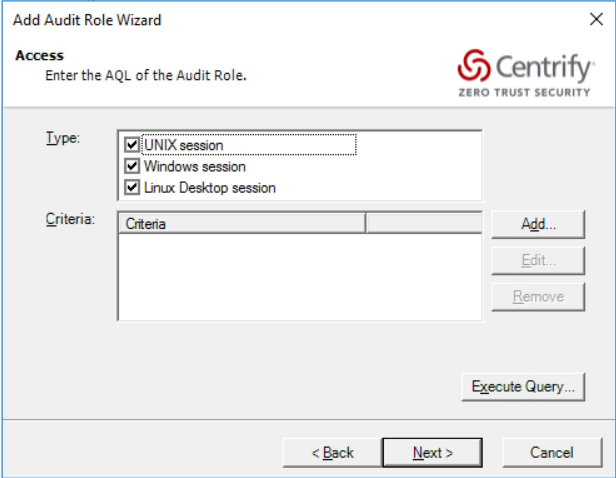 Add Audit Role Wizard
Access
Enter the AQL of the Audit Role.
Centrify
ZERO TRUST SECURITY
Type:
UNIX session
Windows session
Linux Desktop session
Criteria:
Criteria
Add...
Edit...
Remove
Execute Query...
< Back
Next >
Cancel